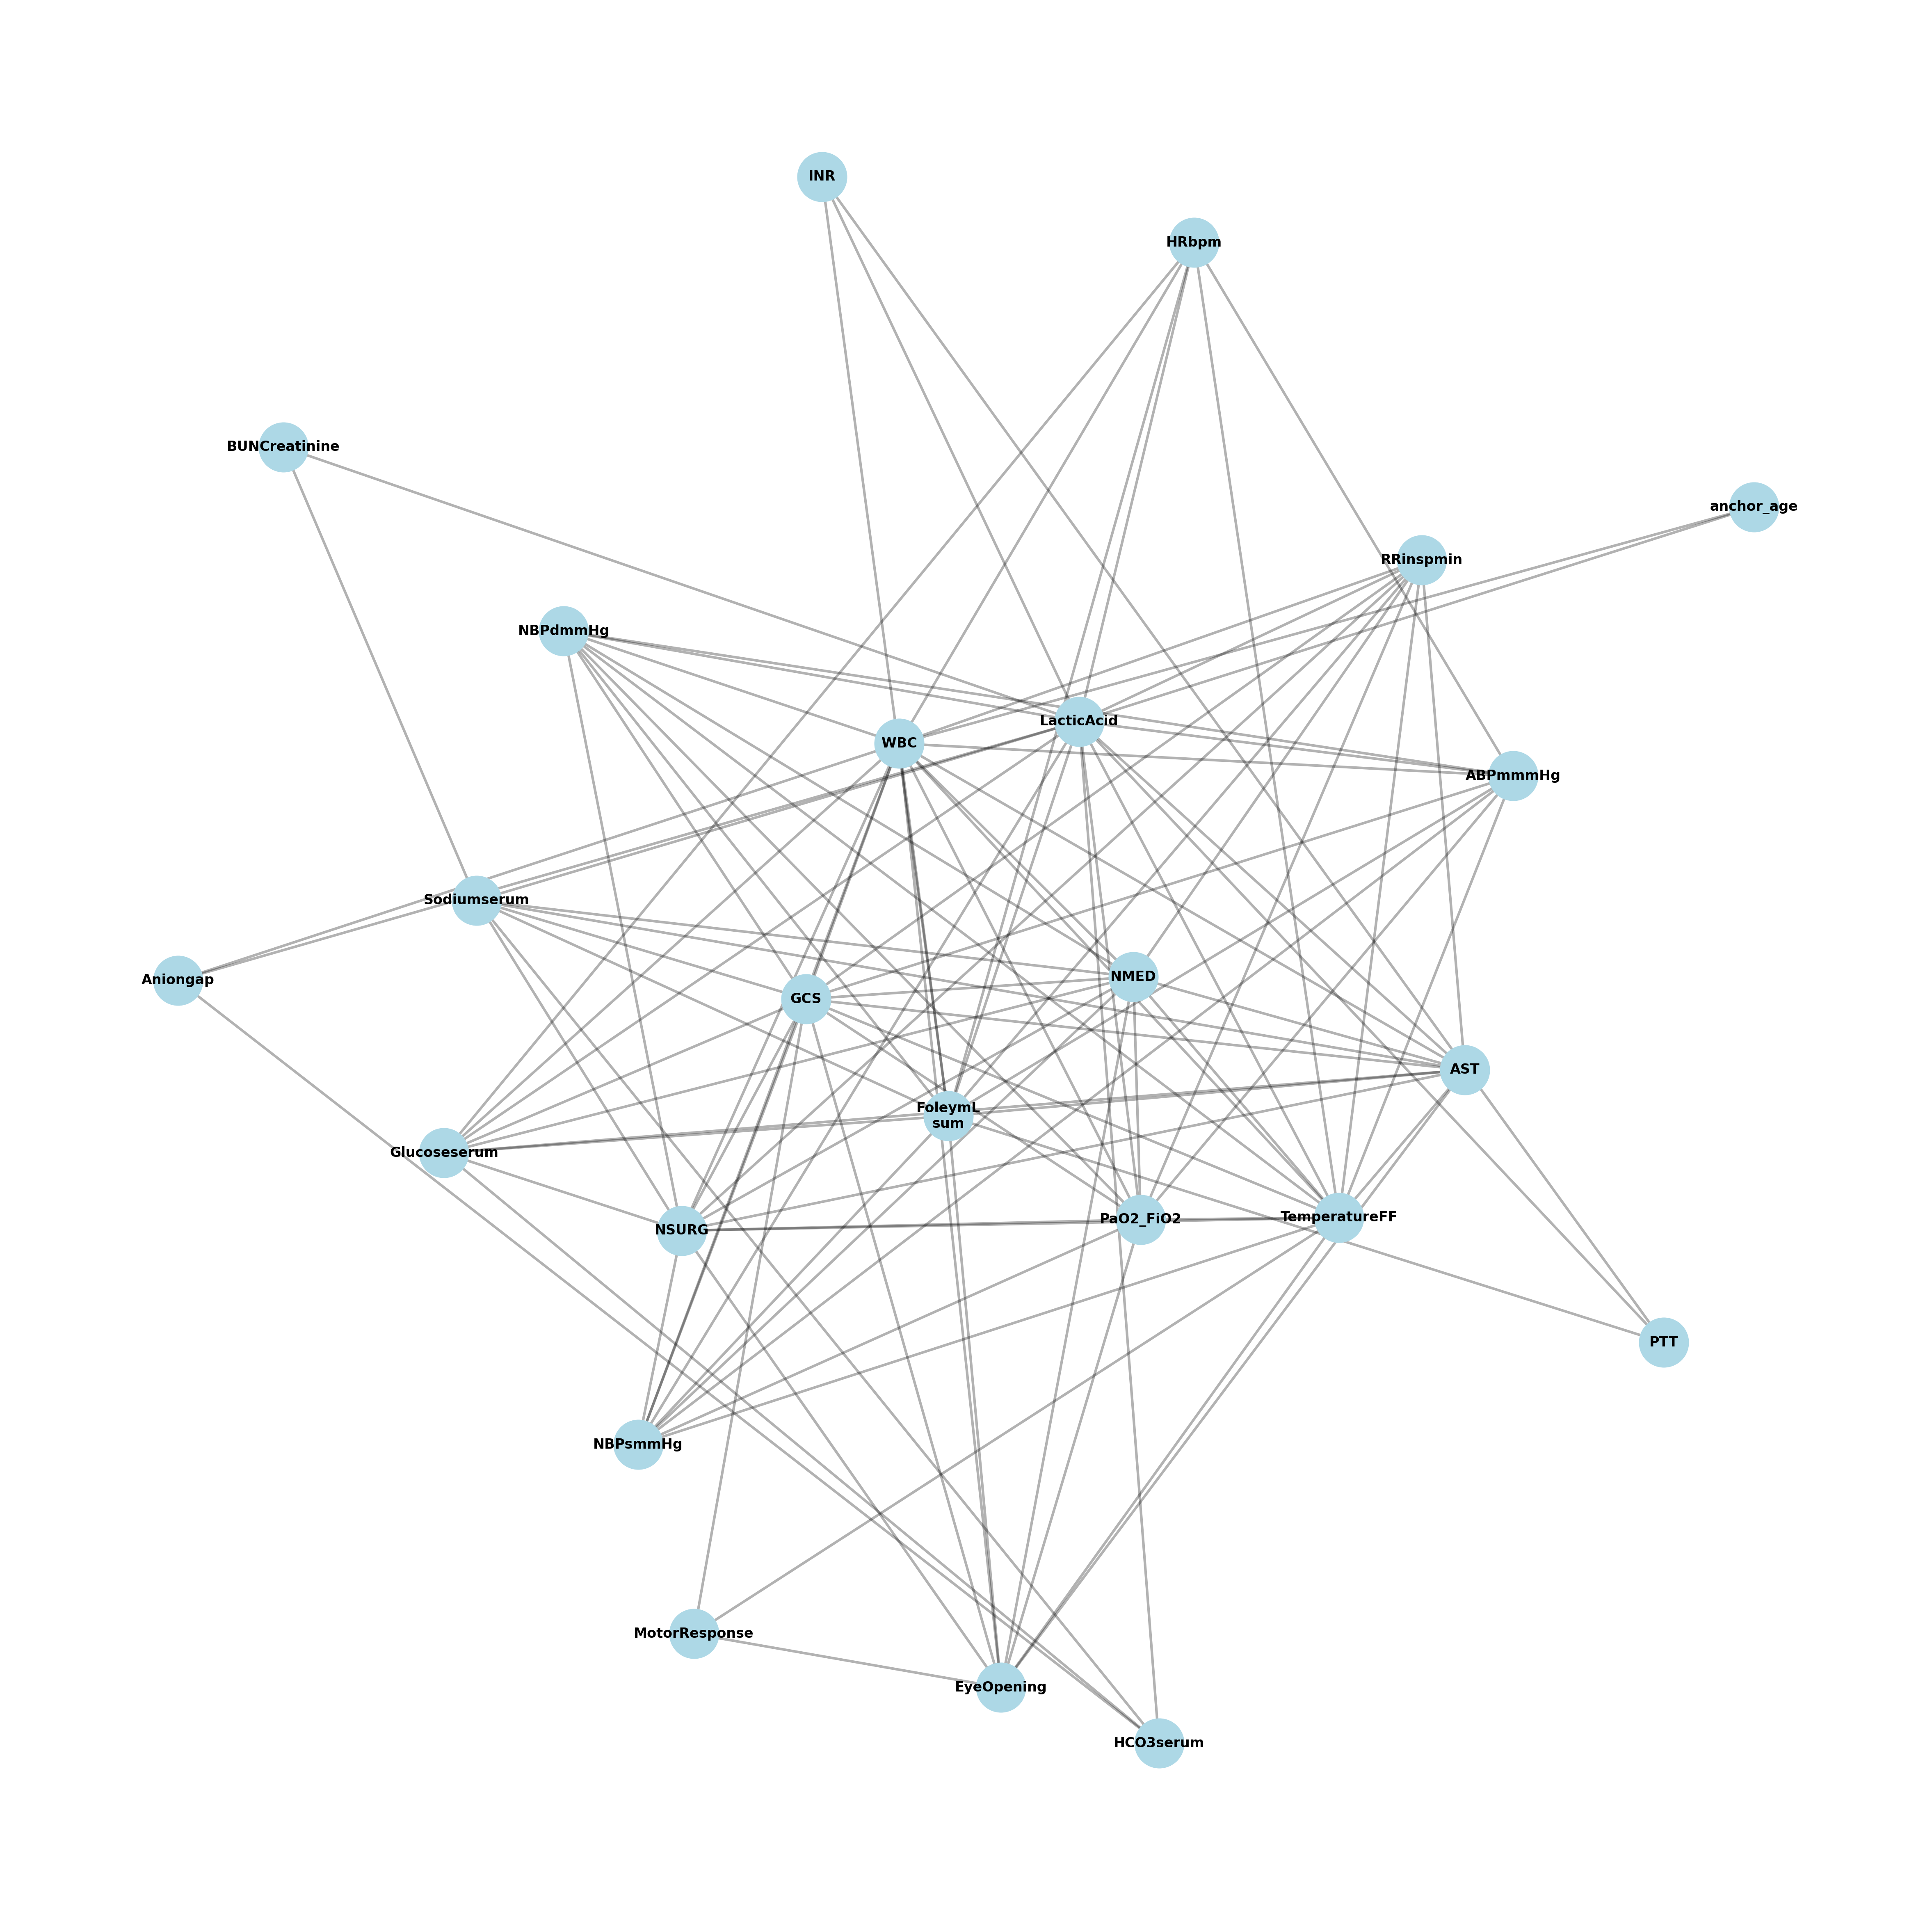 INR
HRbpm
BUNCreatinine
anchor_age
RRinspmin
NBPdmmHg
LacticAcid
WBC
ABPmmmHg
Sodiumserum
NMED
Aniongap
GCS
AST
FoleymL
sum
Glucoseserum
PaO2_FiO2
TemperatureFF
NSURG
PTT
NBPsmmHg
MotorResponse
EyeOpening
HCO3serum